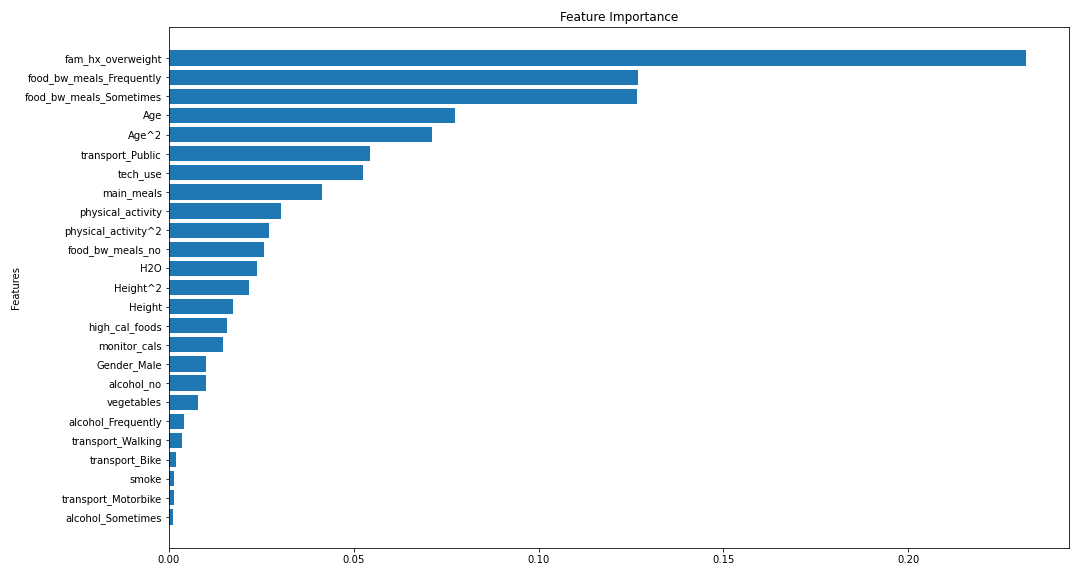 Feature Importance
Features
fam_hx_overweight
food_bw_meals_Frequently
food_bw_meals_Sometimes
Age
Age^2
transport_Public
tech_use
main_meals
physical_activity
physical_activity^2
food_bw_meals_no
H2O
Height^2
Height
high_cal_foods
monitor_cals
Gender_Male
alcohol_no
vegetables
alcohol_Frequently
transport_Walking
transport_Bike
smoke
transport_Motorbike
alcohol_Sometimes
0.00 0.05 0.10 0.15 0.20